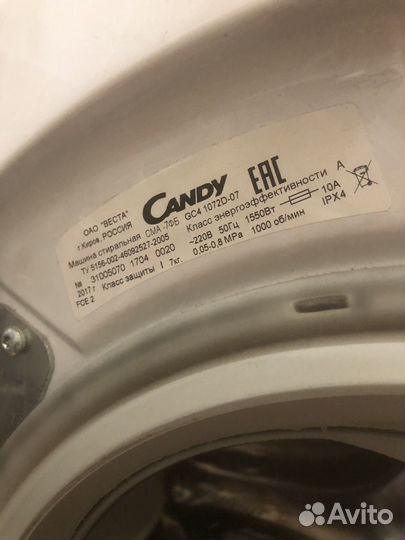 ОАО "ВЕСТА"
г.Киров, РОССИЯ
CANDY EAC
Машина стиральная СМА -7ФБ GC4 1072D-07
ТУ 5156-002-46092527-2005 Класс энергоэффективности A
№ 31005070 1704 0020 ~220В 50Гц 1550Вт 10А
2017 г Класс защиты I 7кг. 0,05-0,8 MPa 1000 об/мин IPX4
FCE 2
Avito